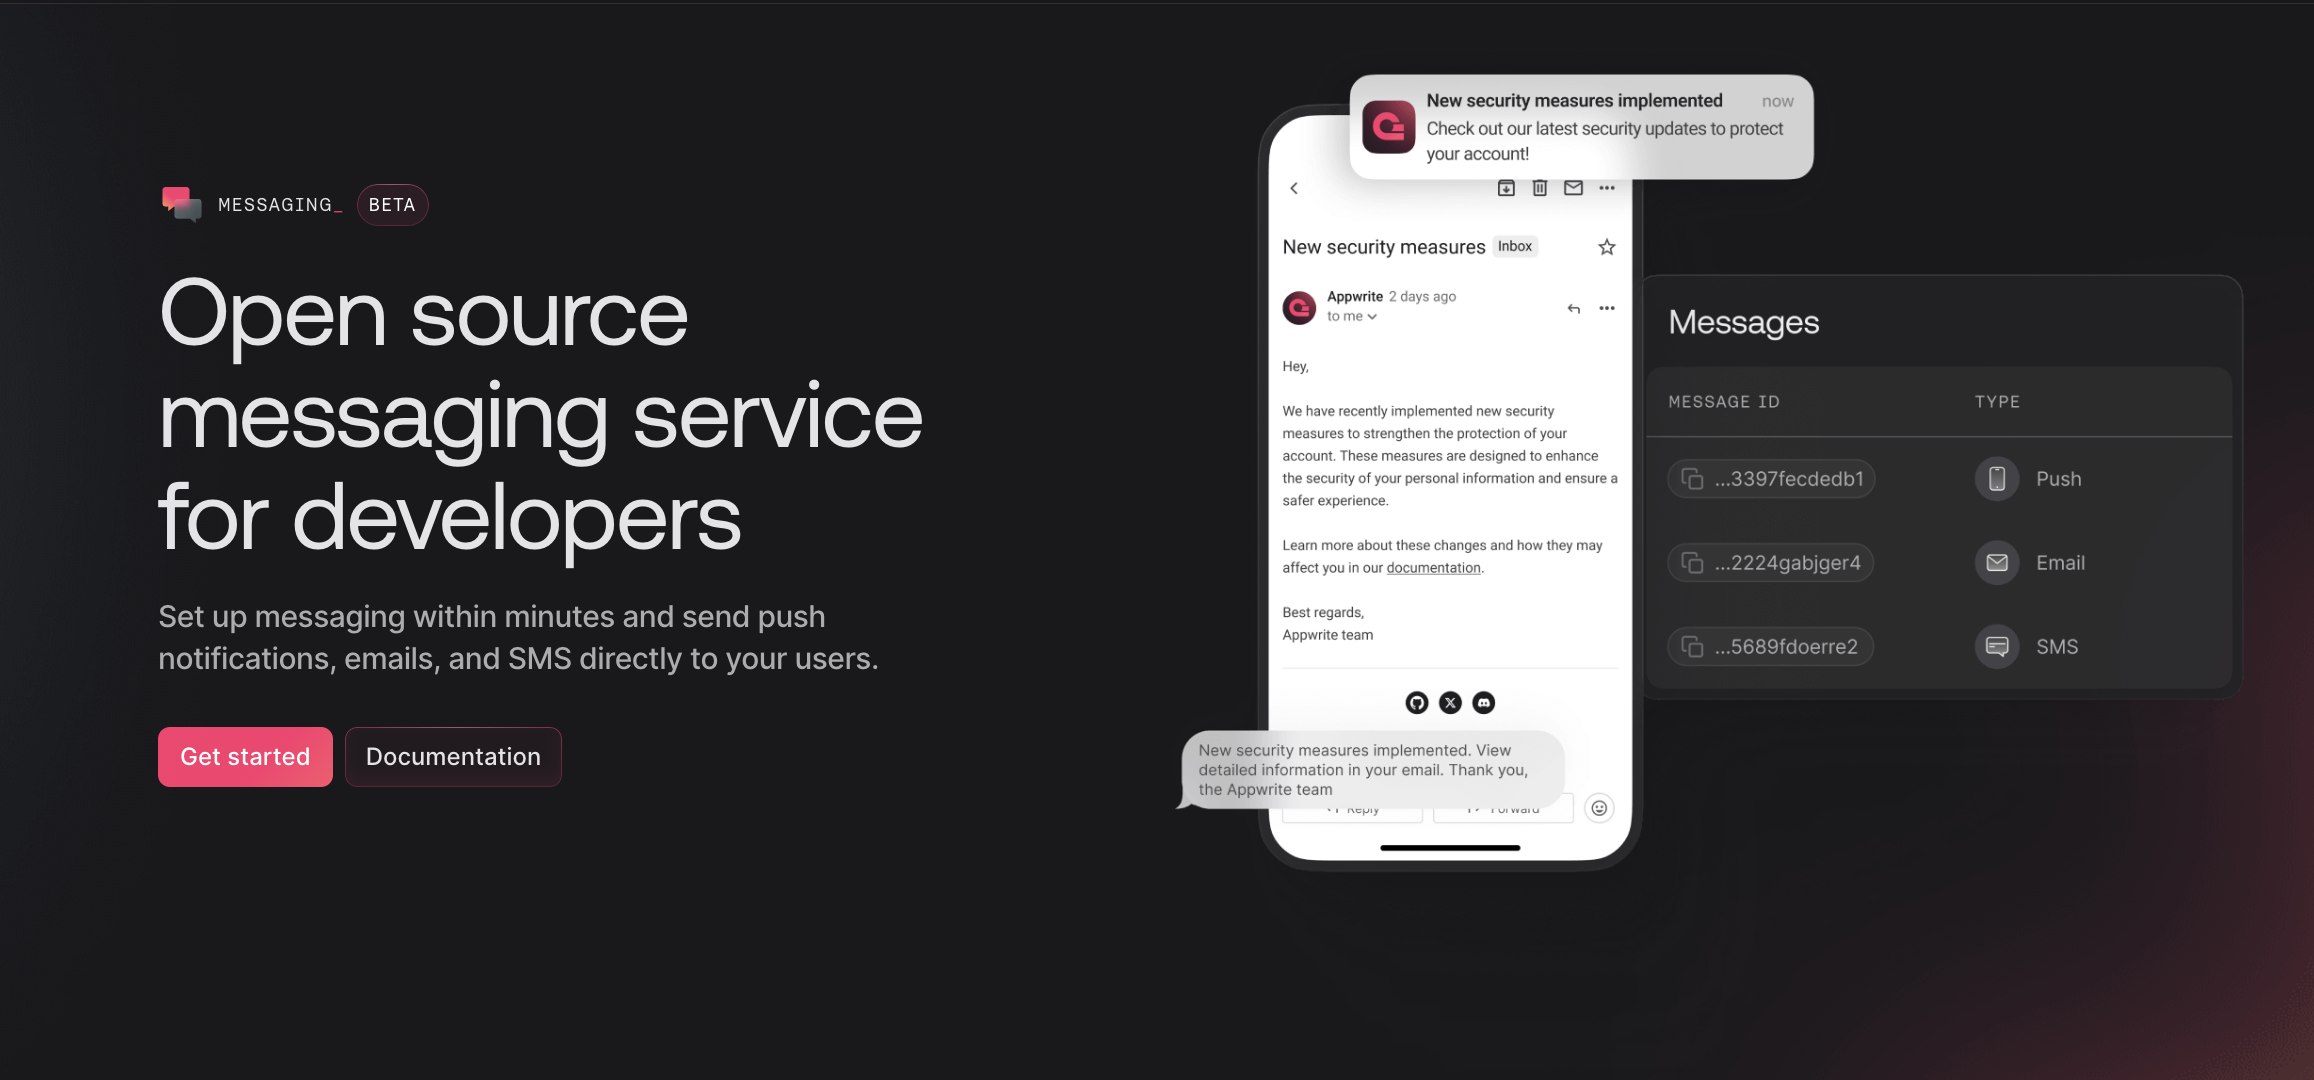 MESSAGING_ BETA
Open source
messaging service
for developers
Set up messaging within minutes and send push
notifications, emails, and SMS directly to your users.
Get started
Documentation
New security measures implemented now
Check out our latest security updates to protect
your account!
New security measures Inbox
Appwrite 2 days ago
to me
Hey,
We have recently implemented new security
measures to strengthen the protection of your
account. These measures are designed to enhance
the security of your personal information and ensure a
safer experience.
Learn more about these changes and how they may
affect you in our documentation.
Best regards,
Appwrite team
New security measures implemented. View
detailed information in your email. Thank you,
the Appwrite team
Reply
Forward
Messages
MESSAGE ID TYPE
...3397fecdedb1 Push
...2224gabjger4 Email
...5689fdoerre2 SMS